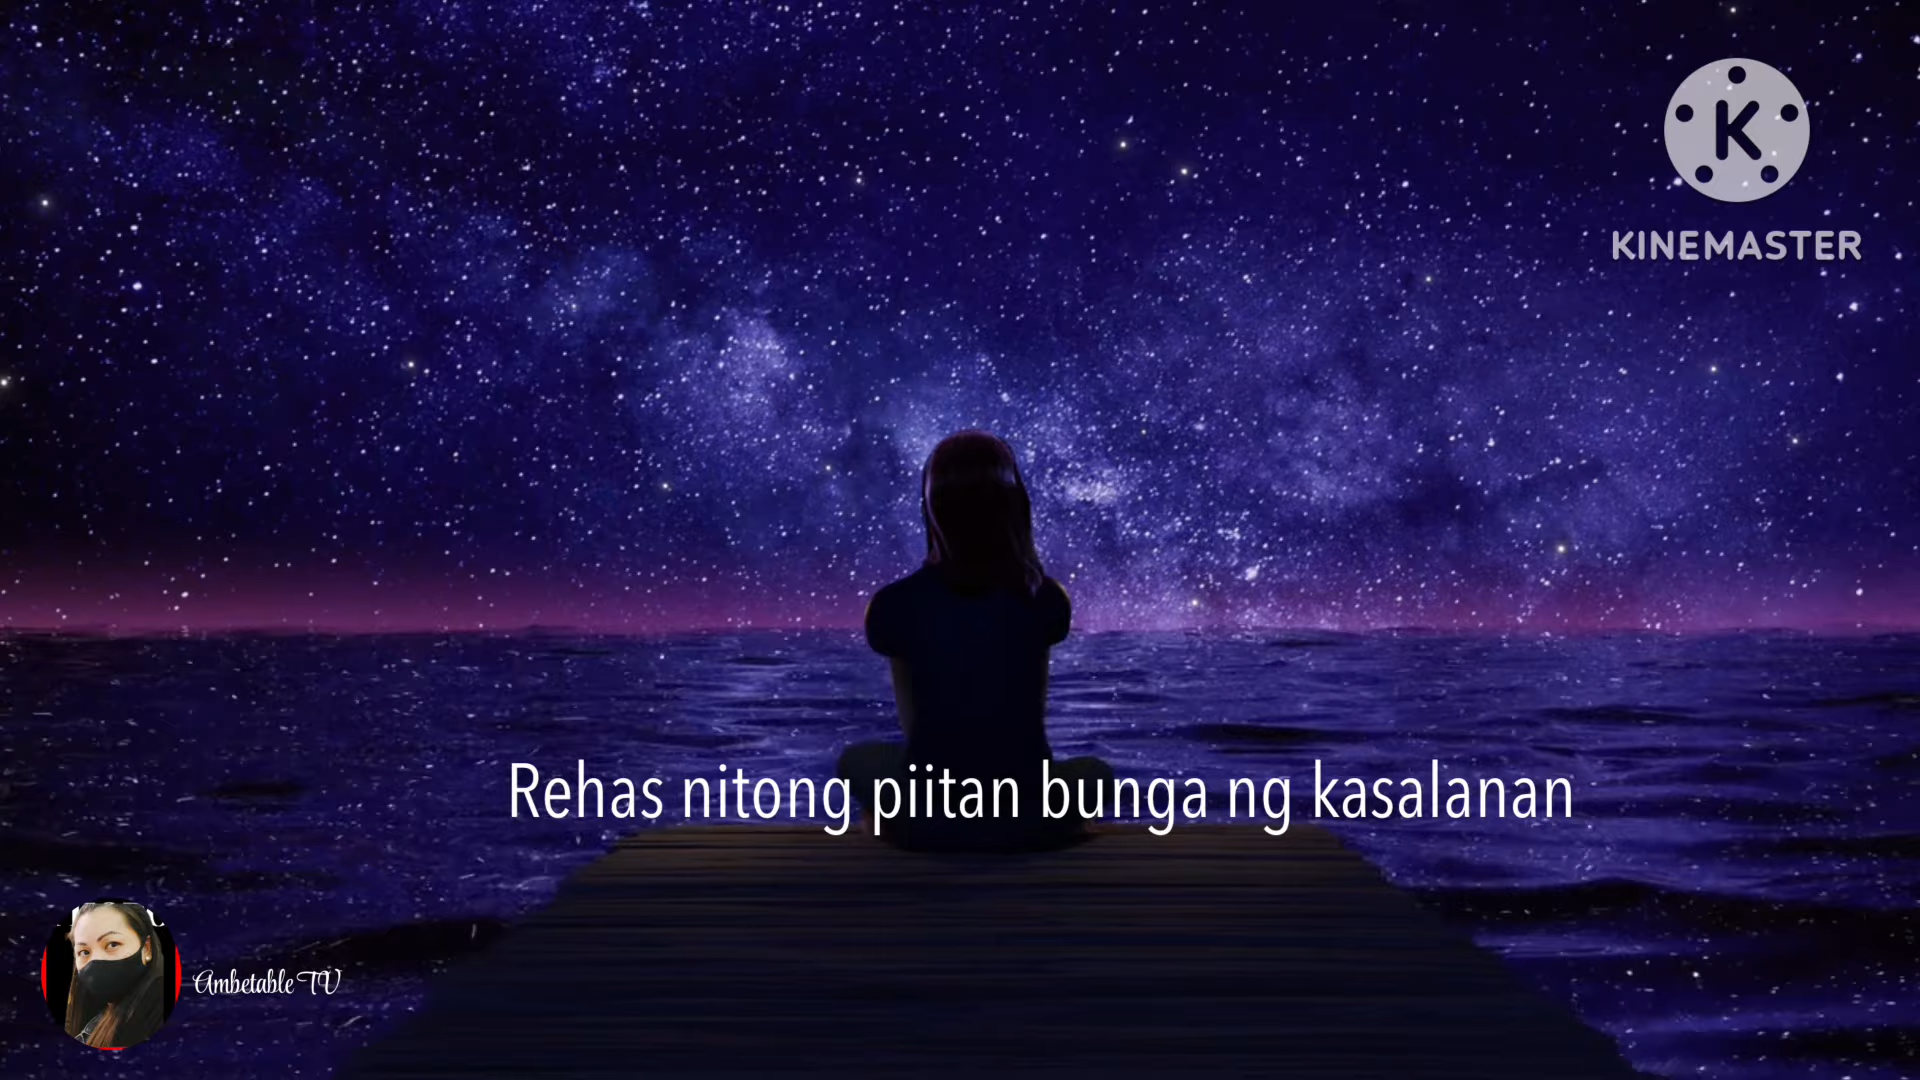 K
KINEMASTER
Rehas nitong piitan bunga ng kasalanan
Ambetable TV